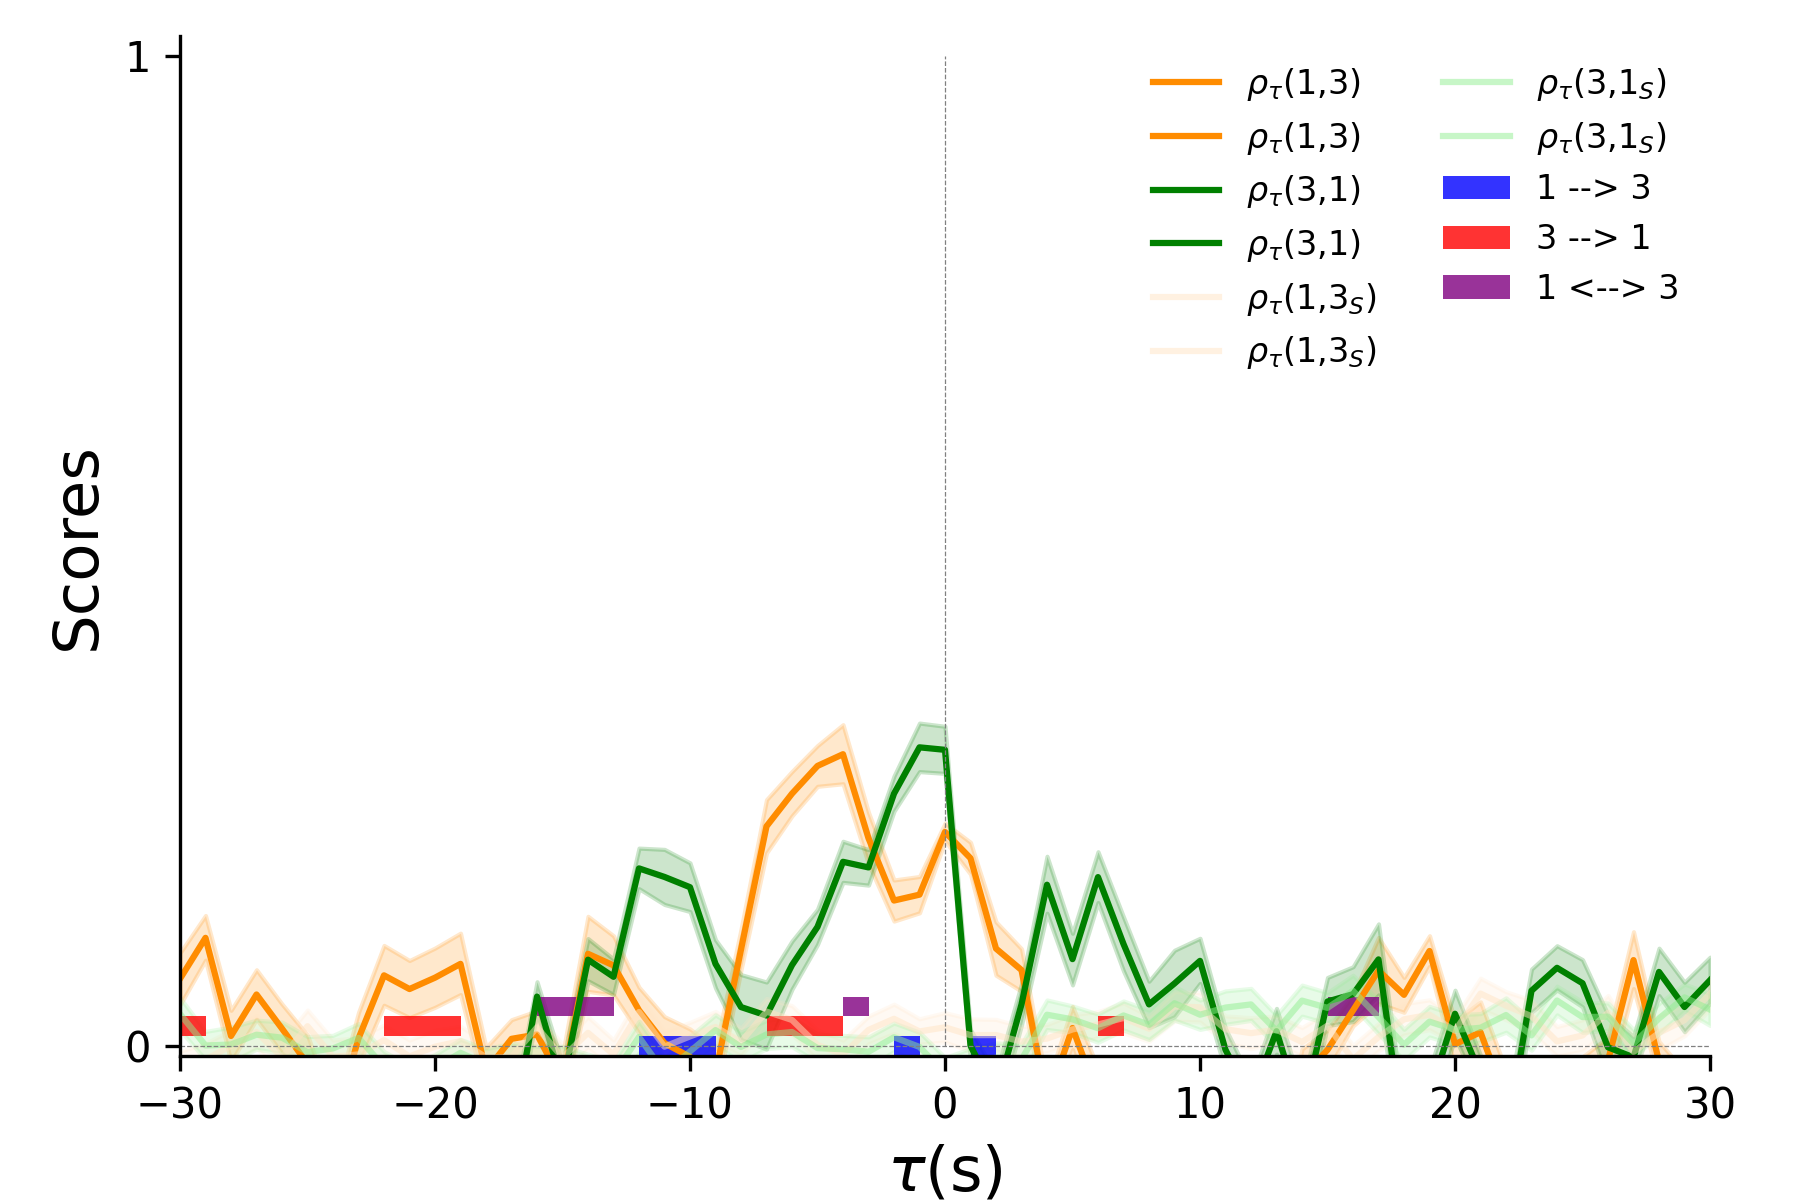 1
ρτ(1,3)
ρτ(1,3)
ρτ(3,1)
ρτ(3,1)
ρτ(1,3S)
ρτ(1,3S)
ρτ(3,1S)
ρτ(3,1S)
1 --> 3
3 --> 1
1 <--> 3
Scores
0
−30 −20 −10 0 10 20 30
τ(s)